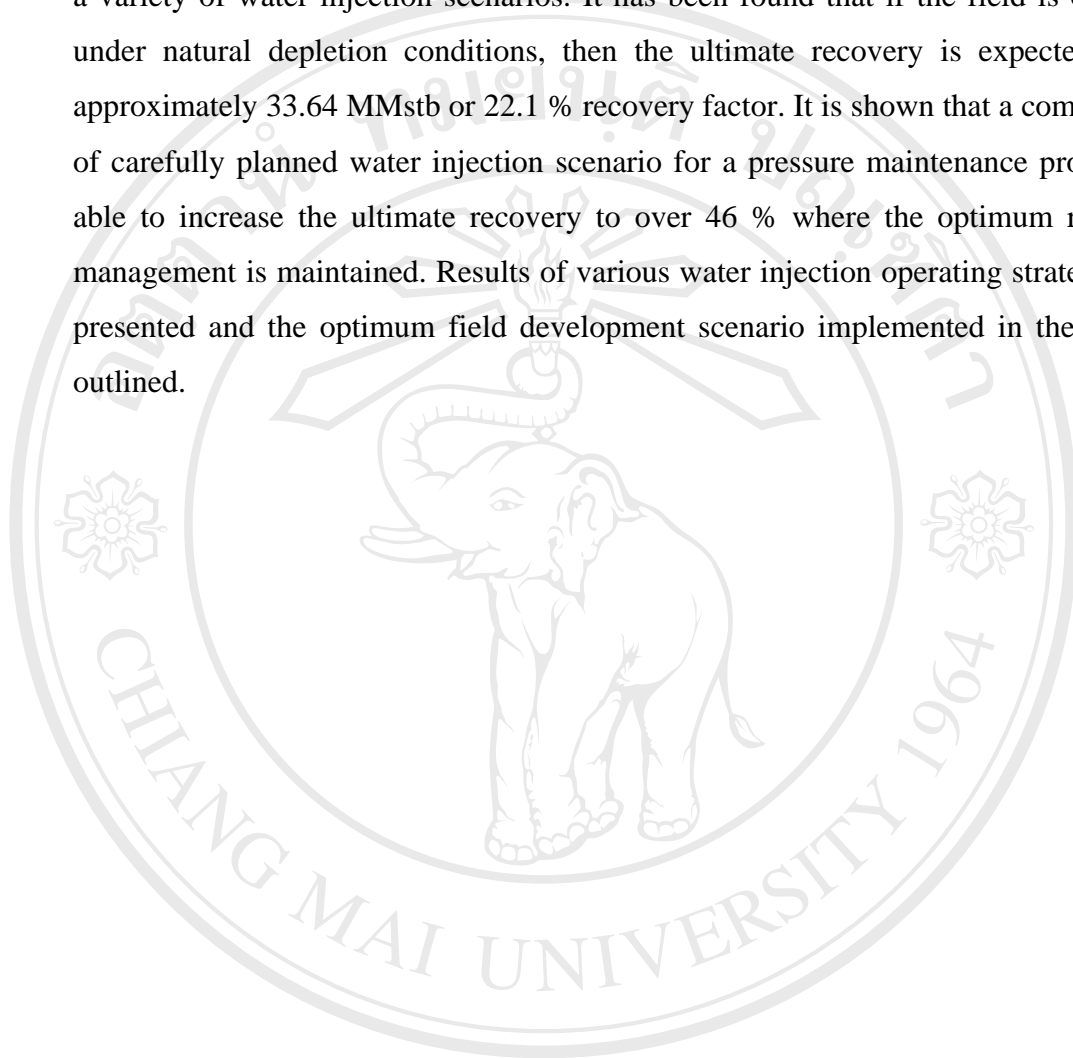 a variety of water injection scenarios. It has been found that if the field is
under natural depletion conditions, then the ultimate recovery is
approximately 33.64 MMstb or 22.1 % recovery factor. It is shown that a
of carefully planned water injection scenario for a pressure maintenance
able to increase the ultimate recovery to over 46 % where the optimum
management is maintained. Results of various water injection operating
presented and the optimum field development scenario implemented in the
outlined.
CHIANG MAI UNIVERSITY 1964